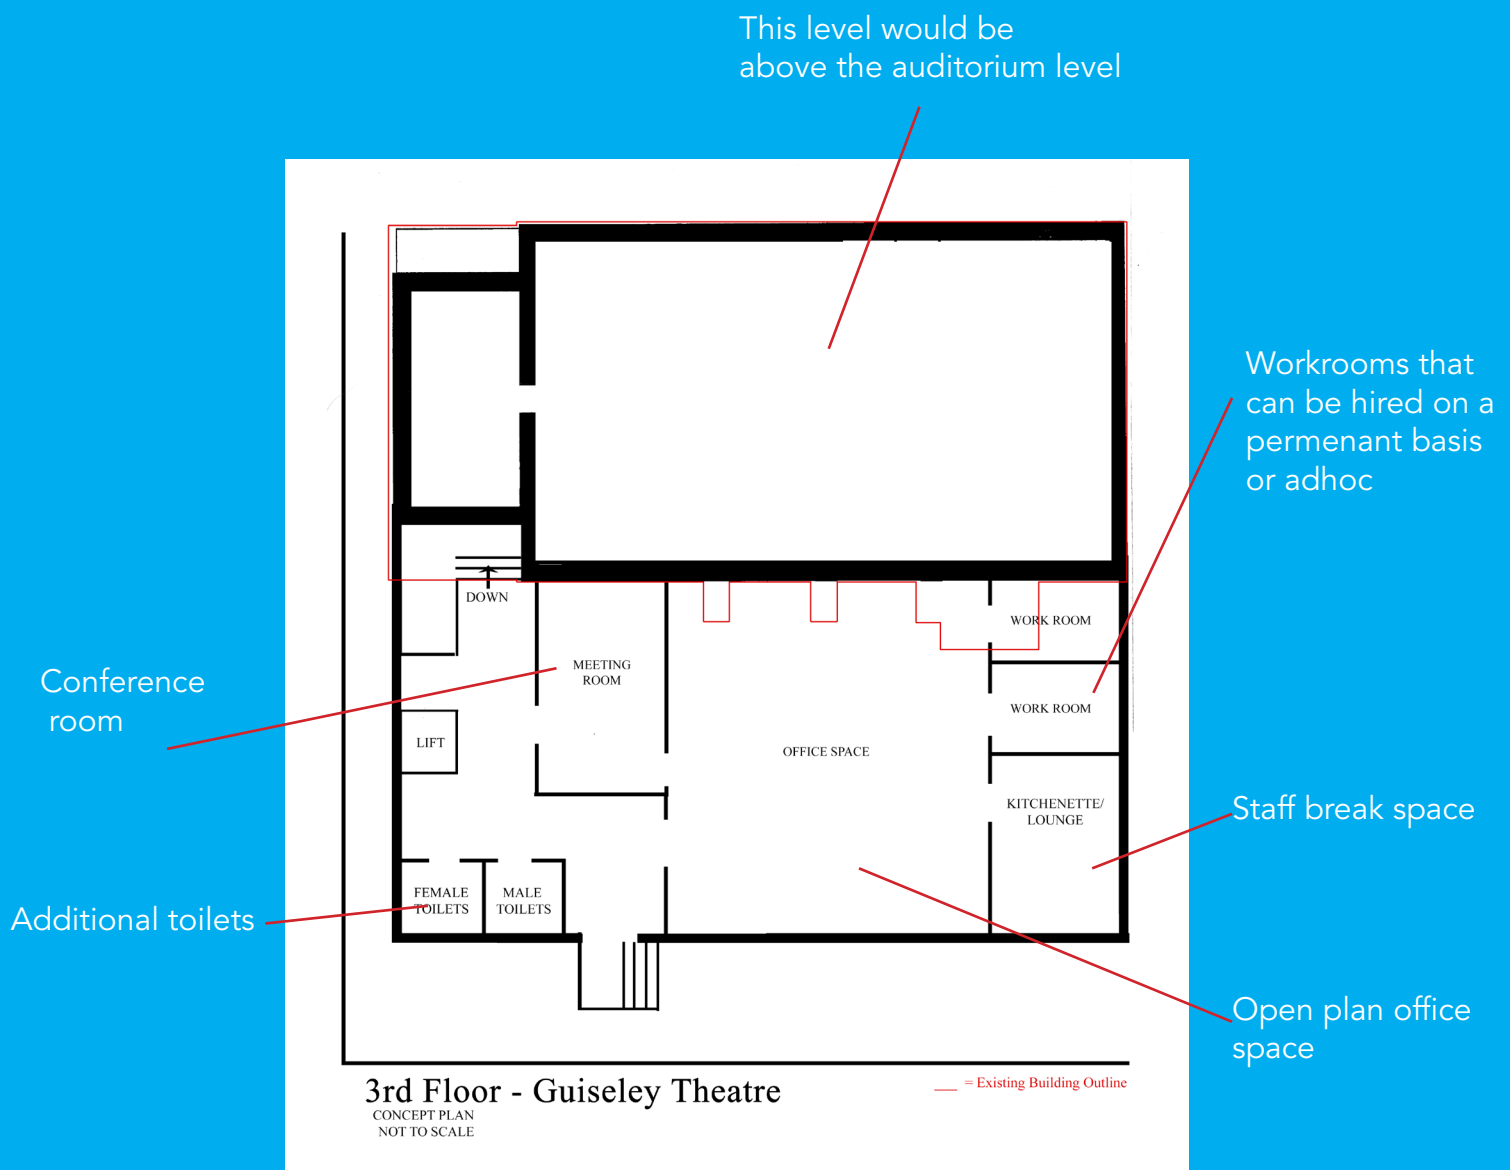 This level would be
above the auditorium level
Workrooms that
can be hired on a
permenant basis
or adhoc
DOWN
WORK ROOM
MEETING
ROOM
Conference
room
WORK ROOM
LIFT
OFFICE SPACE
KITCHENETTE/
LOUNGE
Staff break space
FEMALE
TOILETS
MALE
TOILETS
Additional toilets
Open plan office
space
3rd Floor - Guiseley Theatre
CONCEPT PLAN
NOT TO SCALE
= Existing Building Outline